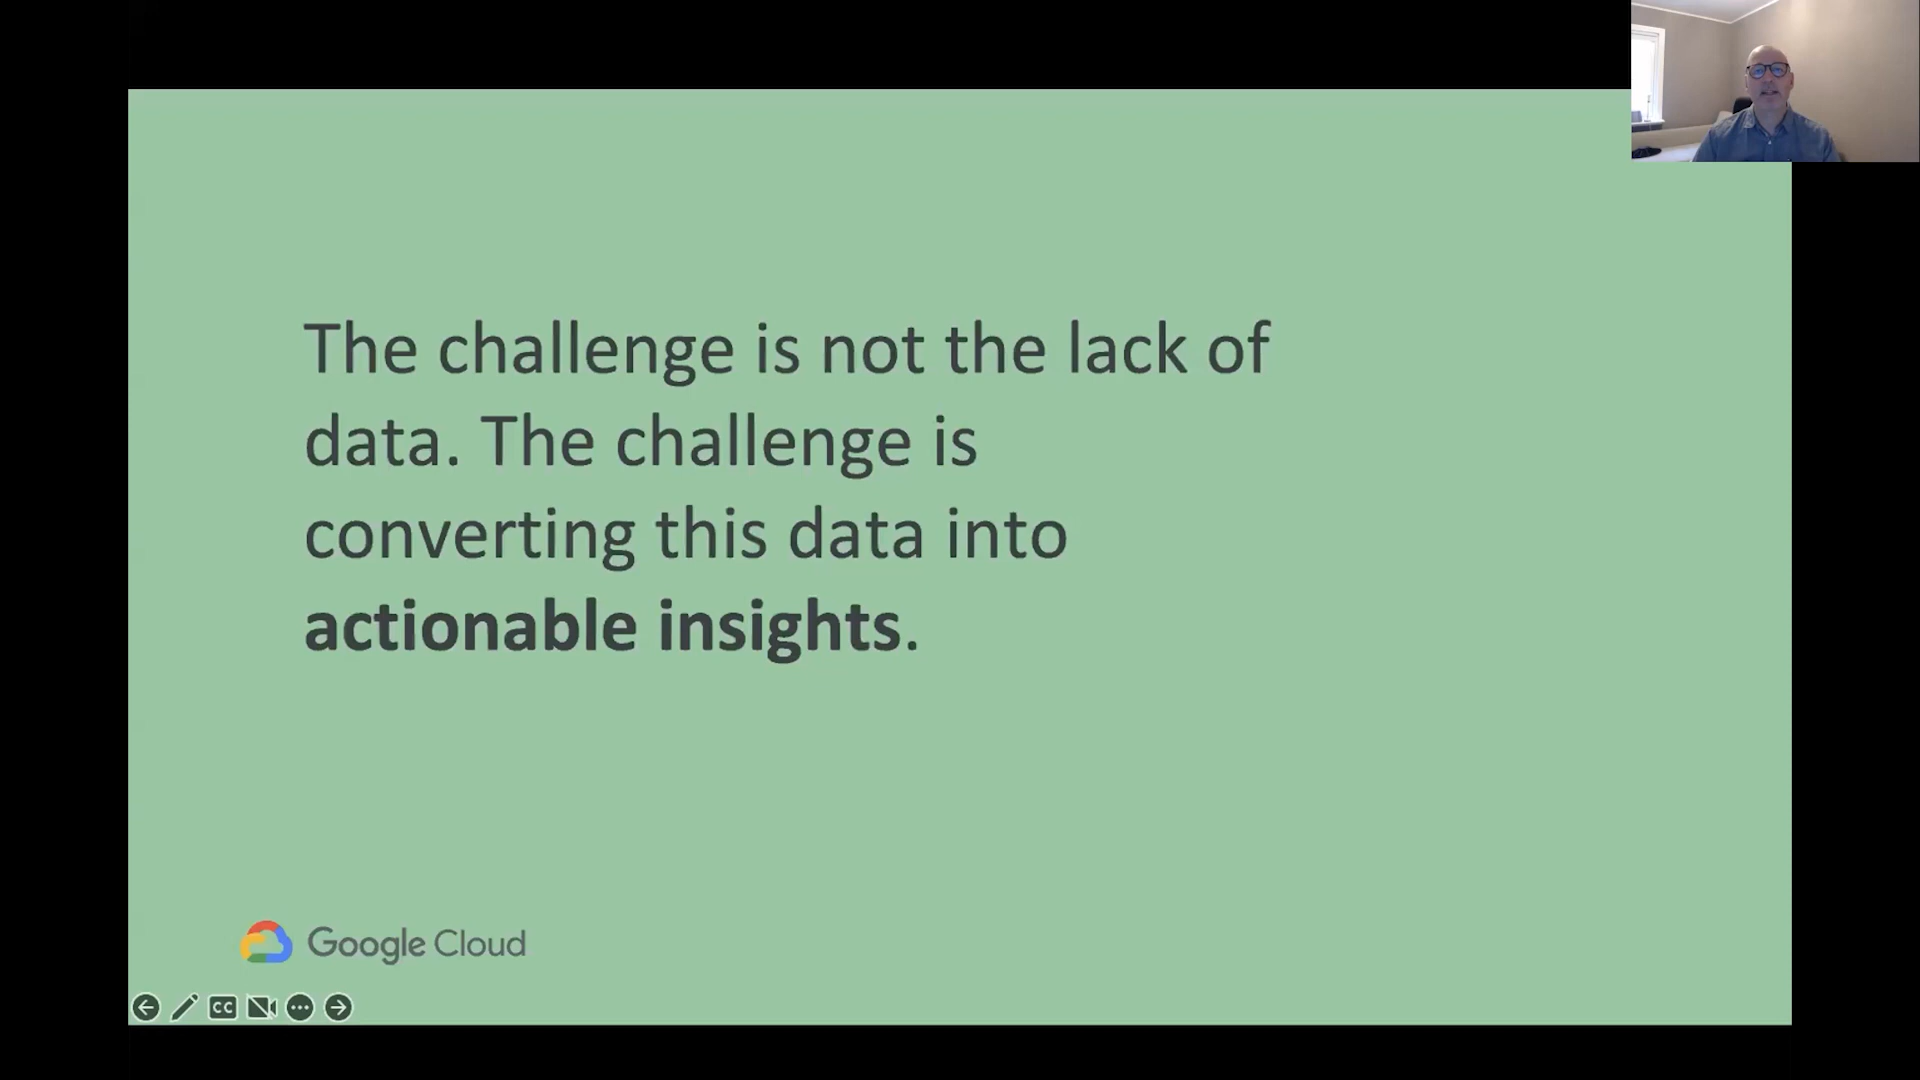 The challenge is not the lack of
data. The challenge is
converting this data into
actionable insights.
Google Cloud
CC